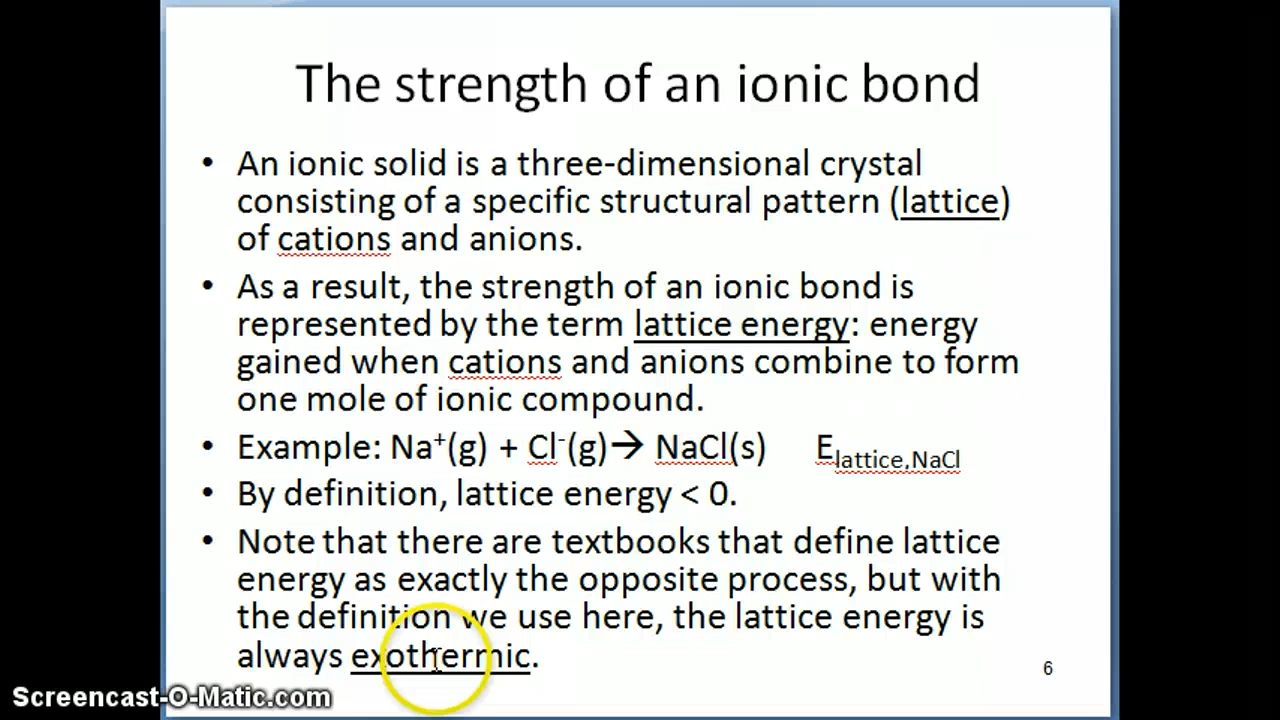 The strength of an ionic bond
• An ionic solid is a three-dimensional crystal
consisting of a specific structural pattern (lattice)
of cations and anions.
• As a result, the strength of an ionic bond is
represented by the term lattice energy: energy
gained when cations and anions combine to form
one mole of ionic compound.
• Example: Na⁺(g) + Cl⁻(g)→ NaCl(s) E lattice,NaCl
• By definition, lattice energy < 0.
• Note that there are textbooks that define lattice
energy as exactly the opposite process, but with
the definition we use here, the lattice energy is
always exothermic.
6
Screencast-O-Matic.com